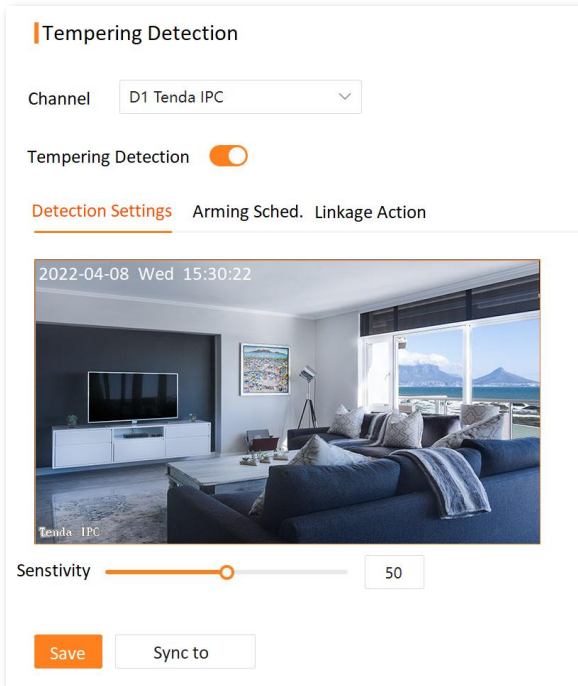 Tempering Detection
Channel D1 Tenda IPC
Tempering Detection
Detection Settings Arming Sched. Linkage Action
2022-04-08 Wed 15:30:22
Tenda IPC
Senstivity 50
Save Sync to